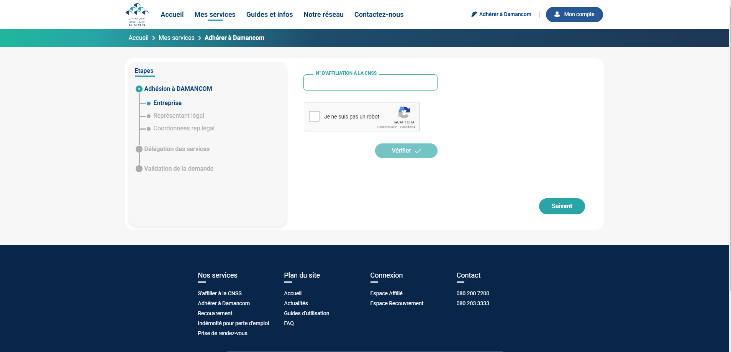 Accueil Mes services Guides et infos Notre réseau Contactez-nous Adhérer à Damancom Mon compte
Accueil > Mes services > Adhérer à Damancom
Etapes
Adhésion à DAMANCOM
Entreprise
Représentant légal
Coordonnées rep légal
Délégation des services
Validation de la demande
N° D'AFFILIATION À LA CNSS
Je ne suis pas un robot
reCAPTCHA
Vérifier
Suivant
Nos services
S'affilier à la CNSS
Adhérer à Damancom
Recouvrement
Indémnité pour perte d'emploi
Prise de rendez-vous
Plan du site
Accueil
Actualités
Guides d'utilisation
FAQ
Connexion
Espace Affilié
Espace Recouvrement
Contact
080 200 7200
080 203 3333